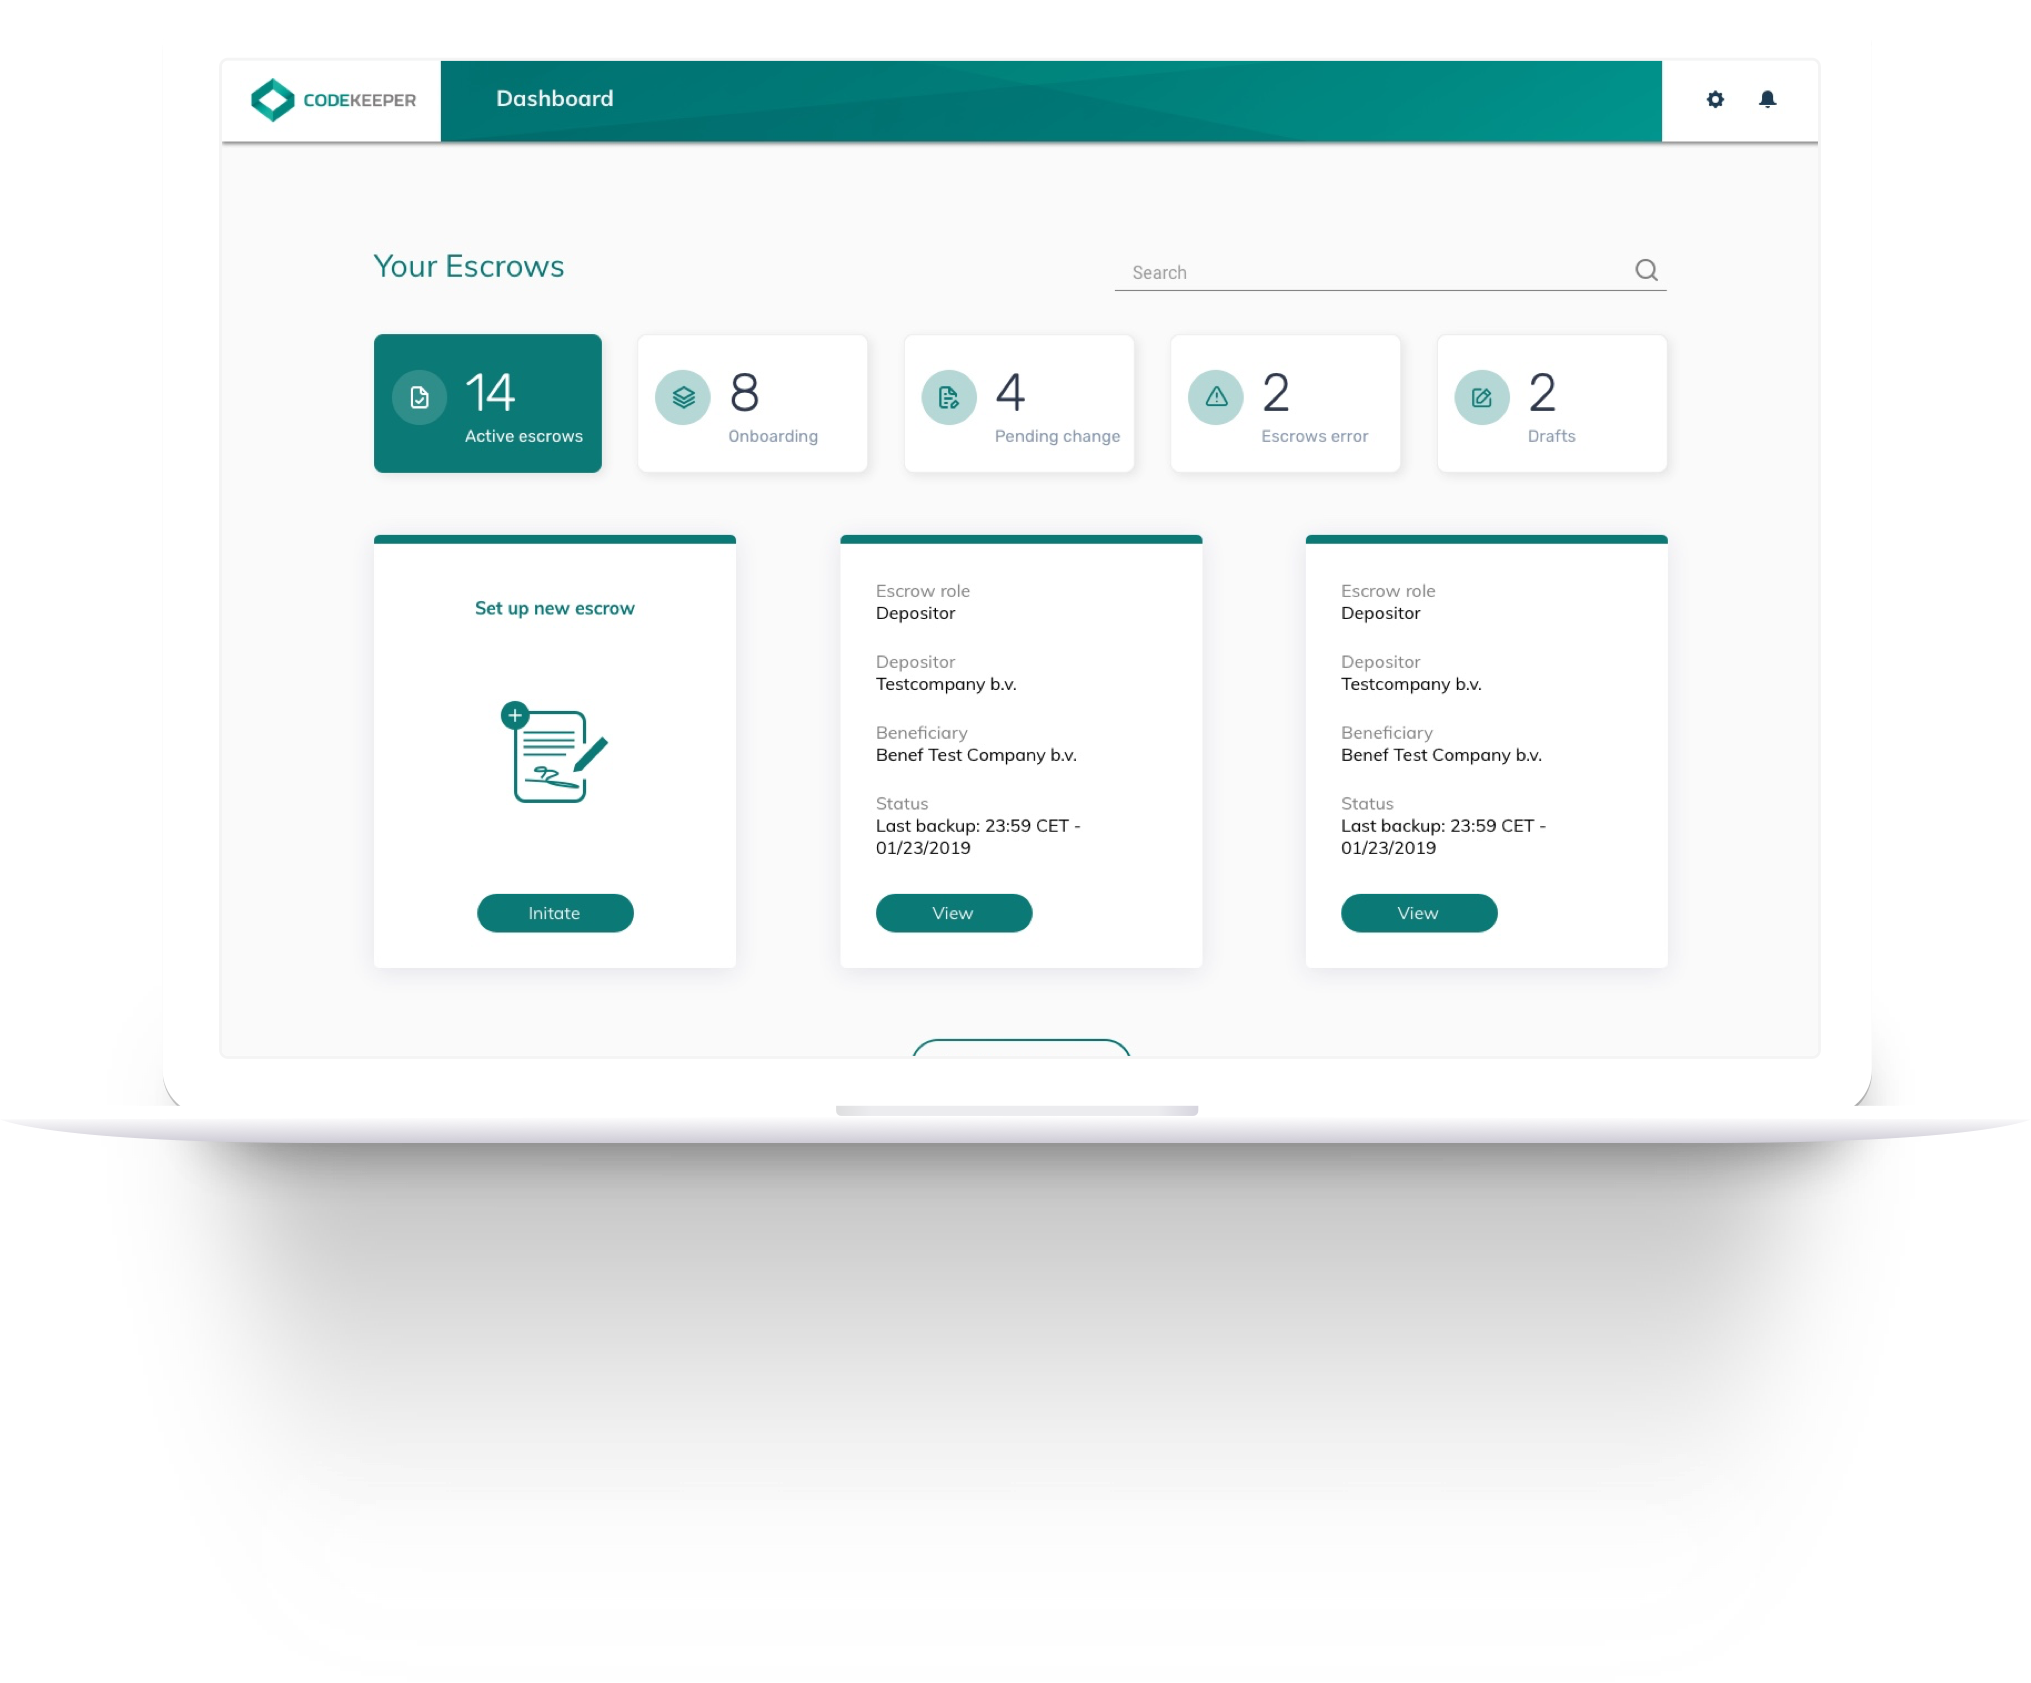 CODEKEEPER
Dashboard
Your Escrows
Search
14
Active escrows
8
Onboarding
4
Pending change
2
Escrows error
2
Drafts
Set up new escrow
Initate
Escrow role
Depositor
Depositor
Testcompany b.v.
Beneficiary
Benef Test Company b.v.
Status
Last backup: 23:59 CET -
01/23/2019
View
Escrow role
Depositor
Depositor
Testcompany b.v.
Beneficiary
Benef Test Company b.v.
Status
Last backup: 23:59 CET -
01/23/2019
View